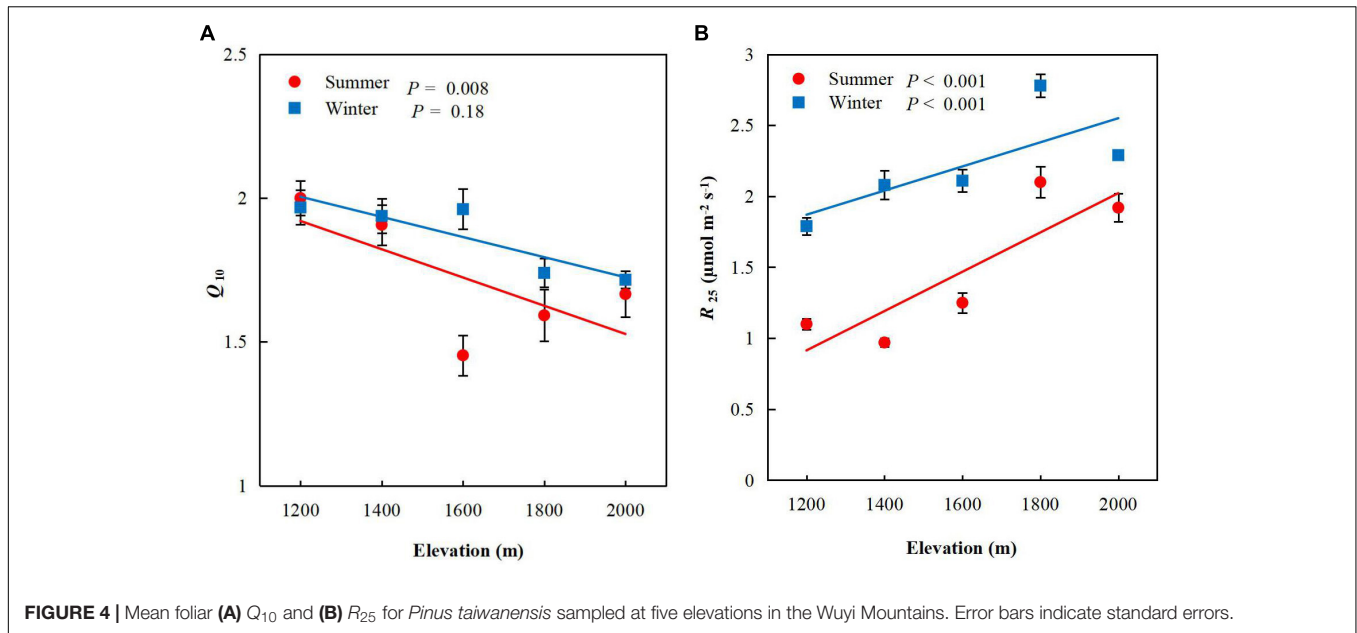 A
2.5
2
1.5
1
Q10
Summer P = 0.008
Winter P = 0.18
1200 1400 1600 1800 2000
Elevation (m)
B
3
2.5
2
1.5
1
0.5
0
R25 (µmol m⁻² s⁻¹)
Summer P < 0.001
Winter P < 0.001
1200 1400 1600 1800 2000
Elevation (m)
FIGURE 4 | Mean foliar (A) Q10 and (B) R25 for Pinus taiwanensis sampled at five elevations in the Wuyi Mountains. Error bars indicate standard errors.